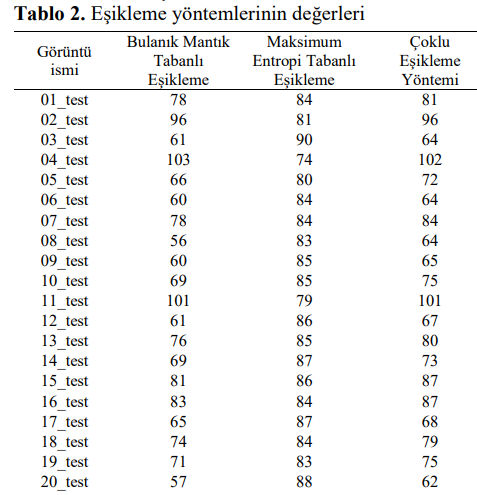 Tablo 2. Eşikleme yöntemlerinin değerleri
Görüntü ismi Bulanık Mantık Tabanlı Eşikleme Maksimum Entropi Tabanlı Eşikleme Çoklu Eşikleme Yöntemi
01_test 78 84 81
02_test 96 81 96
03_test 61 90 64
04_test 103 74 102
05_test 66 80 72
06_test 60 84 64
07_test 78 84 84
08_test 56 83 64
09_test 60 85 65
10_test 69 85 75
11_test 101 79 101
12_test 61 86 67
13_test 76 85 80
14_test 69 87 73
15_test 81 86 87
16_test 83 84 87
17_test 65 87 68
18_test 74 84 79
19_test 71 83 75
20_test 57 88 62